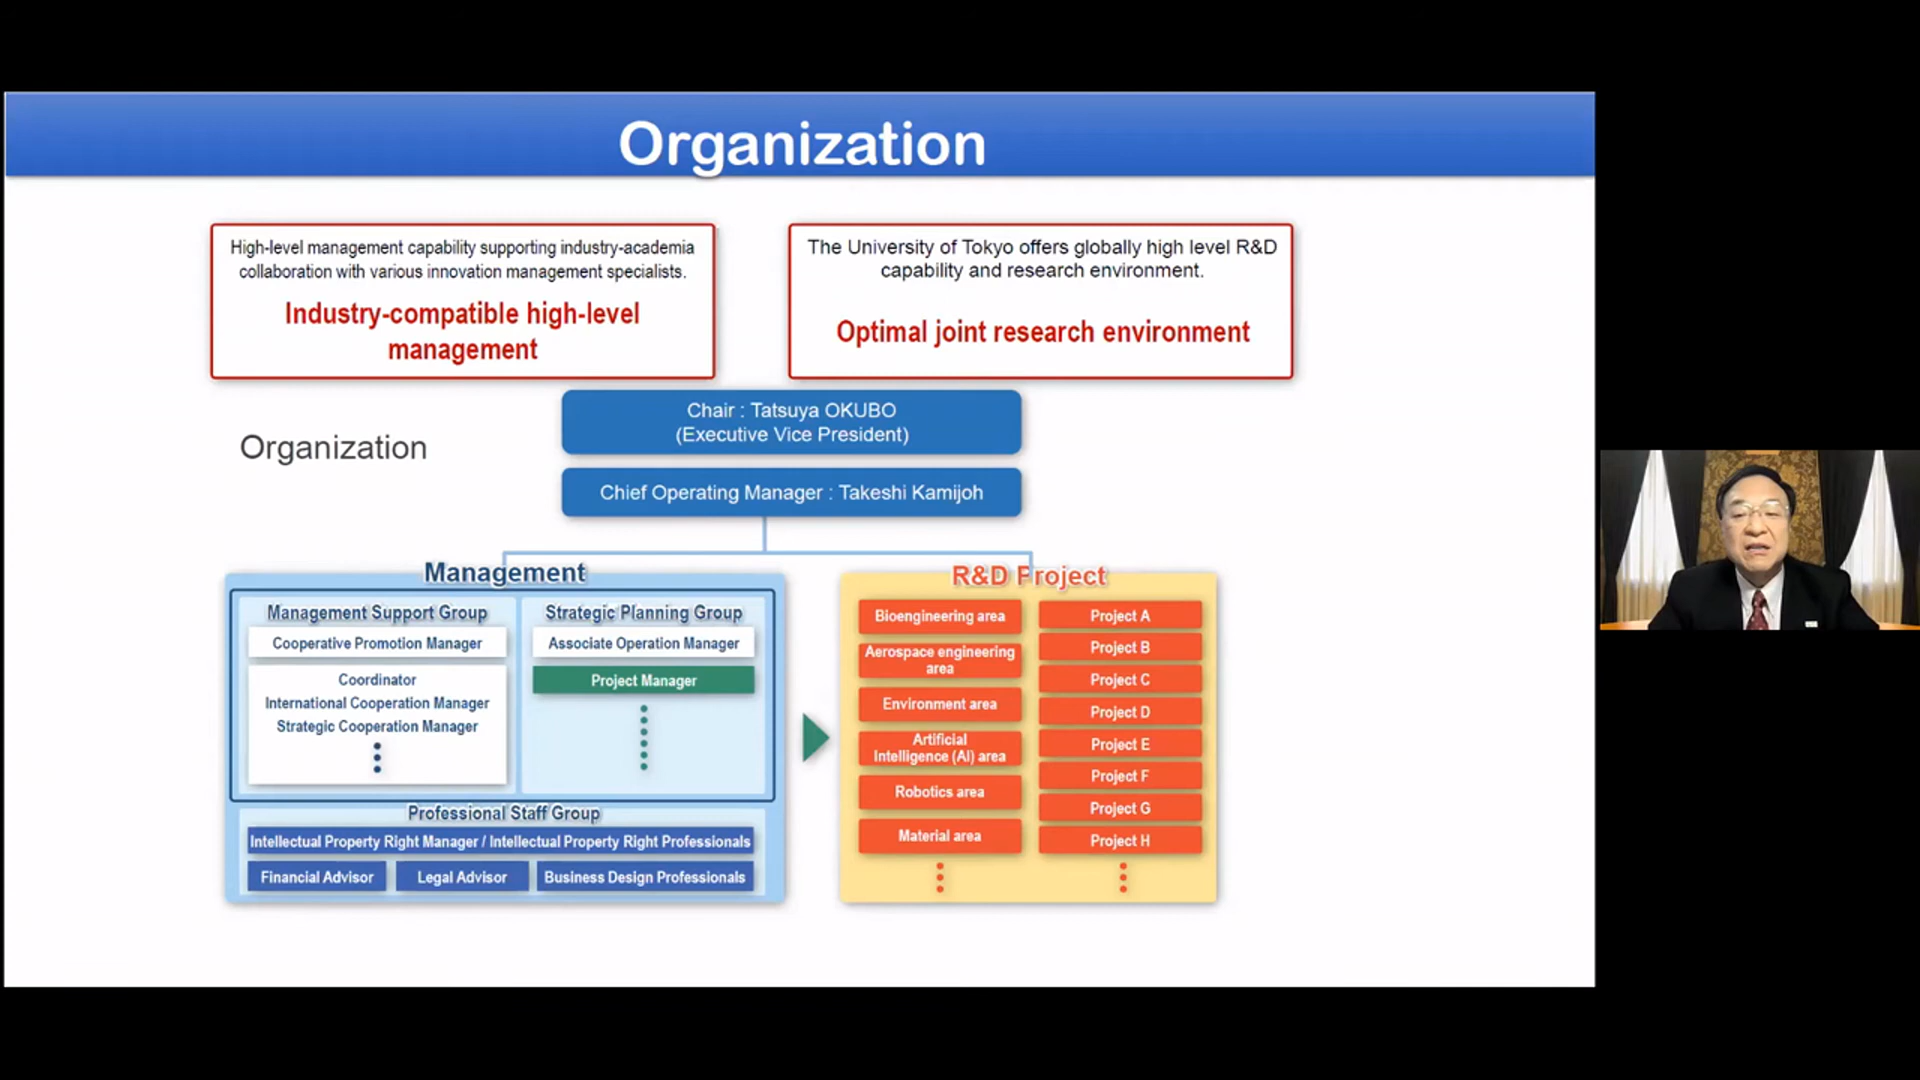 Organization
High-level management capability supporting industry-academia
collaboration with various innovation management specialists.
Industry-compatible high-level
management
The University of Tokyo offers globally high level R&D
capability and research environment.
Optimal joint research environment
Organization
Chair : Tatsuya OKUBO
(Executive Vice President)
Chief Operating Manager : Takeshi Kamijoh
Management
Management Support Group
Cooperative Promotion Manager
Coordinator
International Cooperation Manager
Strategic Cooperation Manager
Strategic Planning Group
Associate Operation Manager
Project Manager
Professional Staff Group
Intellectual Property Right Manager / Intellectual Property Right Professionals
Financial Advisor
Legal Advisor
Business Design Professionals
R&D Project
Bioengineering area
Aerospace engineering
area
Environment area
Artificial
Intelligence (AI) area
Robotics area
Material area
Project A
Project B
Project C
Project D
Project E
Project F
Project G
Project H